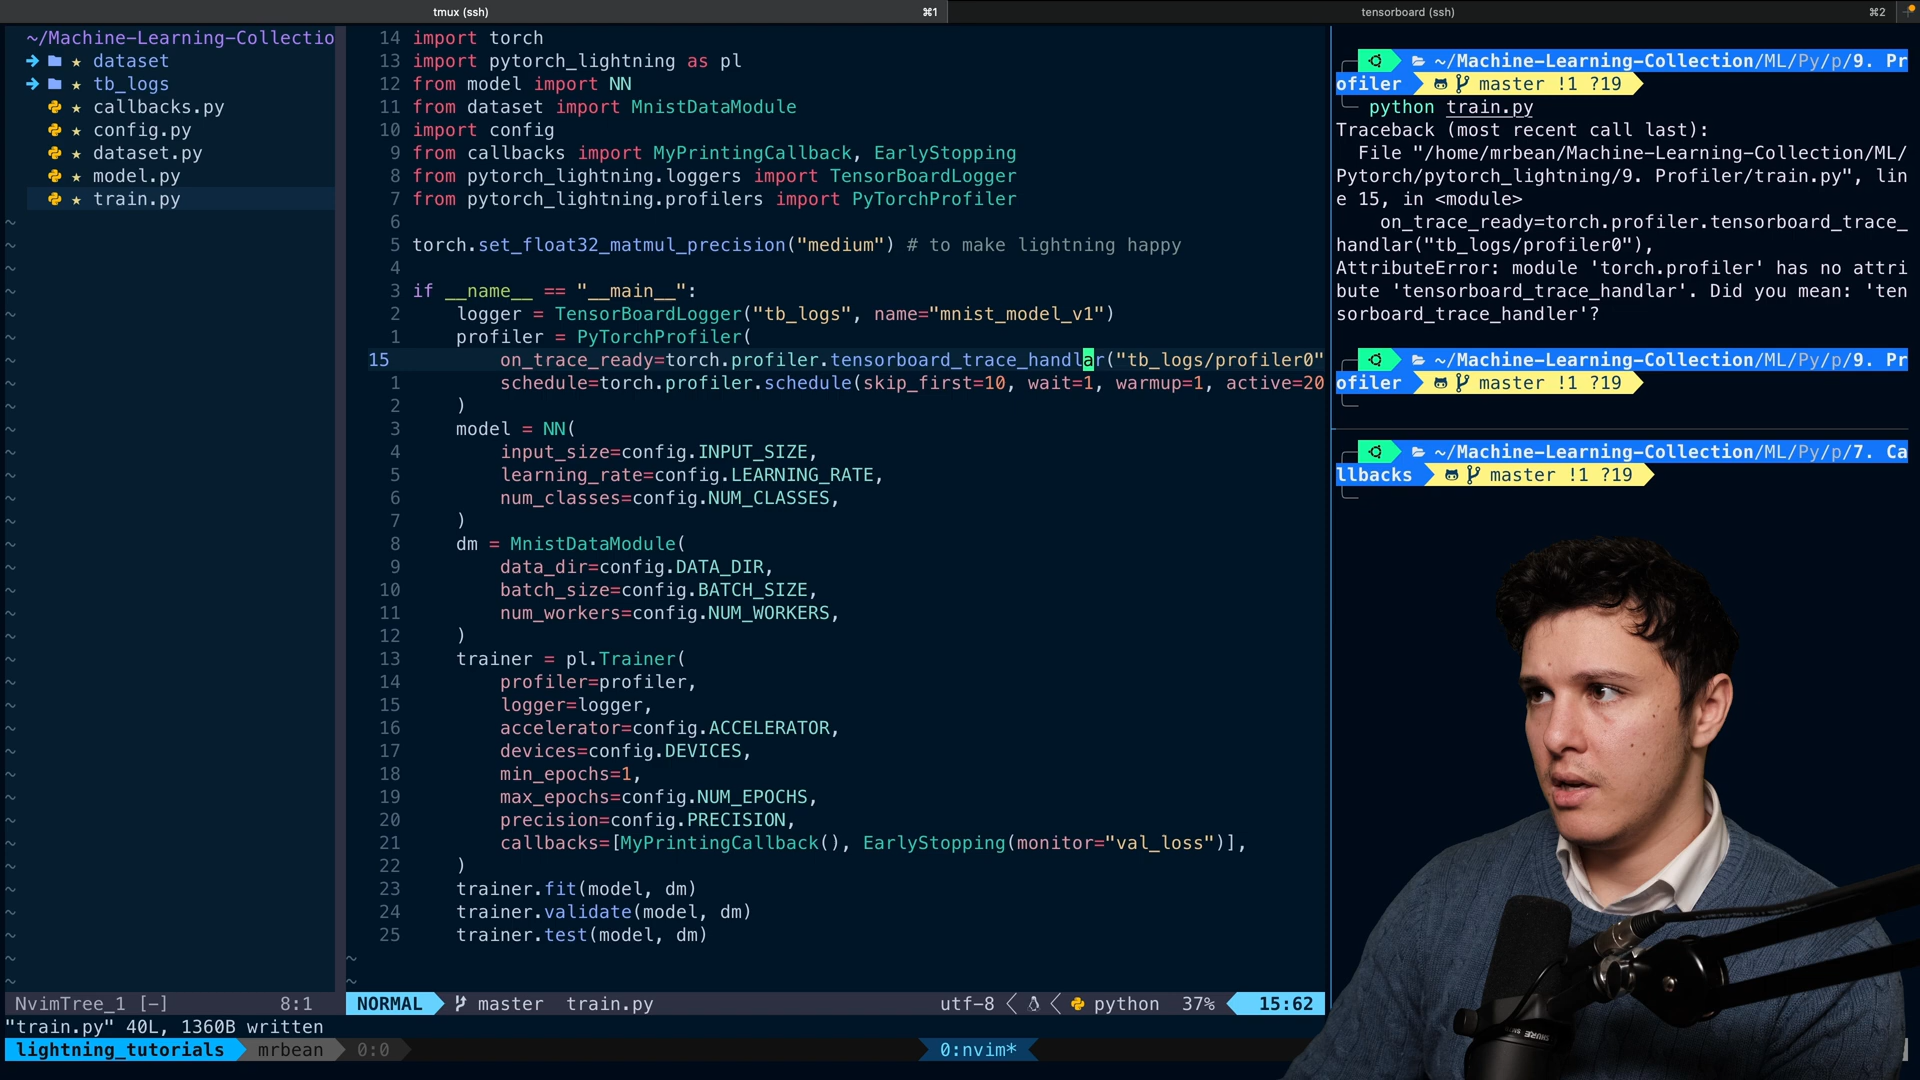 tmux (ssh) ⌘1
tensorboard (ssh) ⌘2
~/Machine-Learning-Collectio
dataset
tb_logs
callbacks.py
config.py
dataset.py
model.py
train.py
14 import torch
13 import pytorch_lightning as pl
12 from model import NN
11 from dataset import MnistDataModule
10 import config
9 from callbacks import MyPrintingCallback, EarlyStopping
8 from pytorch_lightning.loggers import TensorBoardLogger
7 from pytorch_lightning.profilers import PyTorchProfiler
6
5 torch.set_float32_matmul_precision("medium") # to make lightning happy
4
3 if __name__ == "__main__":
2     logger = TensorBoardLogger("tb_logs", name="mnist_model_v1")
1     profiler = PyTorchProfiler(
15         on_trace_ready=torch.profiler.tensorboard_trace_handlar("tb_logs/profiler0"
1         schedule=torch.profiler.schedule(skip_first=10, wait=1, warmup=1, active=20
2     )
3     model = NN(
4         input_size=config.INPUT_SIZE,
5         learning_rate=config.LEARNING_RATE,
6         num_classes=config.NUM_CLASSES,
7     )
8     dm = MnistDataModule(
9         data_dir=config.DATA_DIR,
10         batch_size=config.BATCH_SIZE,
11         num_workers=config.NUM_WORKERS,
12     )
13     trainer = pl.Trainer(
14         profiler=profiler,
15         logger=logger,
16         accelerator=config.ACCELERATOR,
17         devices=config.DEVICES,
18         min_epochs=1,
19         max_epochs=config.NUM_EPOCHS,
20         precision=config.PRECISION,
21         callbacks=[MyPrintingCallback(), EarlyStopping(monitor="val_loss")],
22     )
23     trainer.fit(model, dm)
24     trainer.validate(model, dm)
25     trainer.test(model, dm)
~/Machine-Learning-Collection/ML/Py/p/9. Pr
ofiler master !1 ?19
python train.py
Traceback (most recent call last):
  File "/home/mrbean/Machine-Learning-Collection/ML/
Pytorch/pytorch_lightning/9. Profiler/train.py", lin
e 15, in <module>
    on_trace_ready=torch.profiler.tensorboard_trace_
handlar("tb_logs/profiler0"),
AttributeError: module 'torch.profiler' has no attri
bute 'tensorboard_trace_handlar'. Did you mean: 'ten
sorboard_trace_handler'?
~/Machine-Learning-Collection/ML/Py/p/9. Pr
ofiler master !1 ?19
~/Machine-Learning-Collection/ML/Py/p/7. Ca
llbacks master !1 ?19
NvimTree_1 [-] 8:1
NORMAL master train.py utf-8 python 37% 15:62
"train.py" 40L, 1360B written
lightning_tutorials mrbean 0:0 0:nvim*